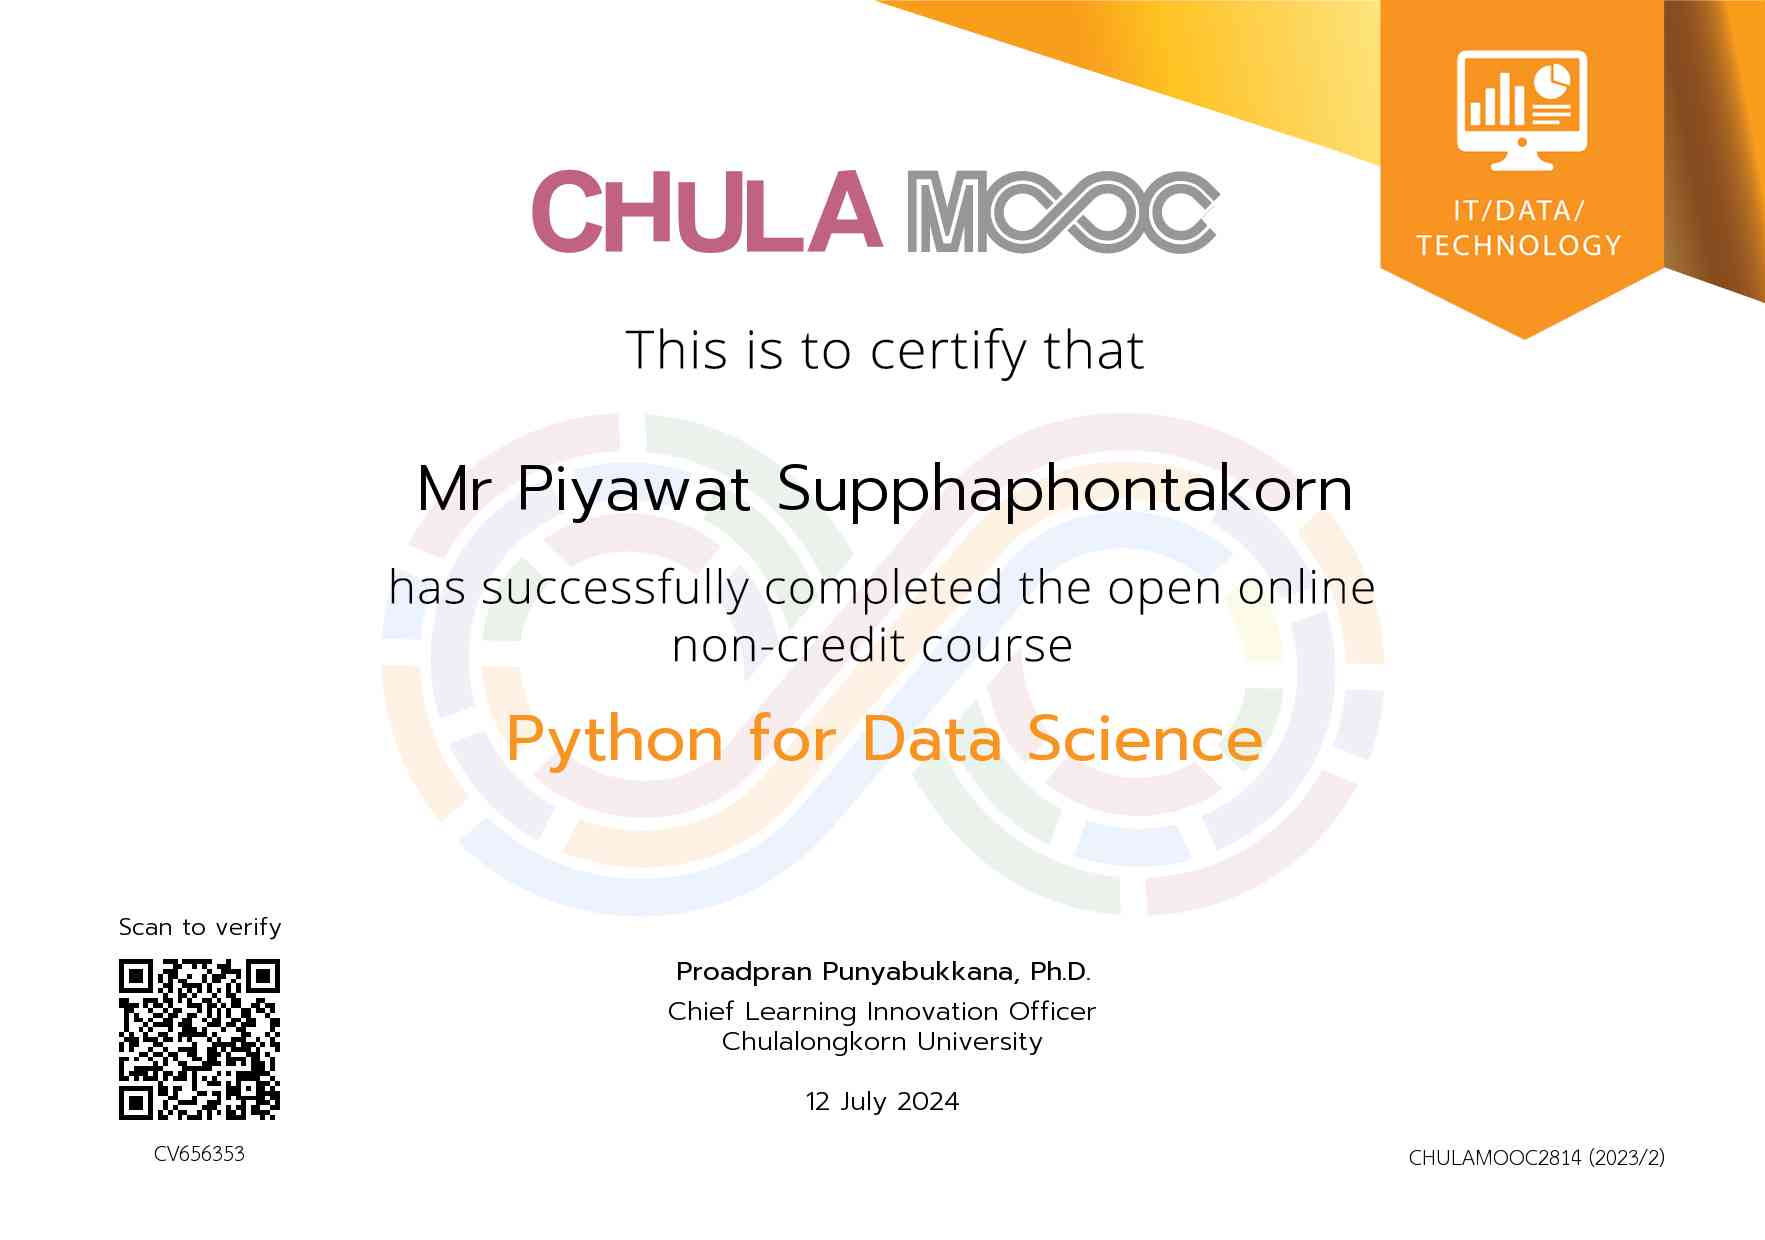 CHULA MOOC
IT/DATA/
TECHNOLOGY
This is to certify that
Mr Piyawat Supphaphontakorn
has successfully completed the open online
non-credit course
Python for Data Science
Scan to verify
CV656353
Proadpran Punyabukkana, Ph.D.
Chief Learning Innovation Officer
Chulalongkorn University
12 July 2024
CHULAMOOC2814 (2023/2)